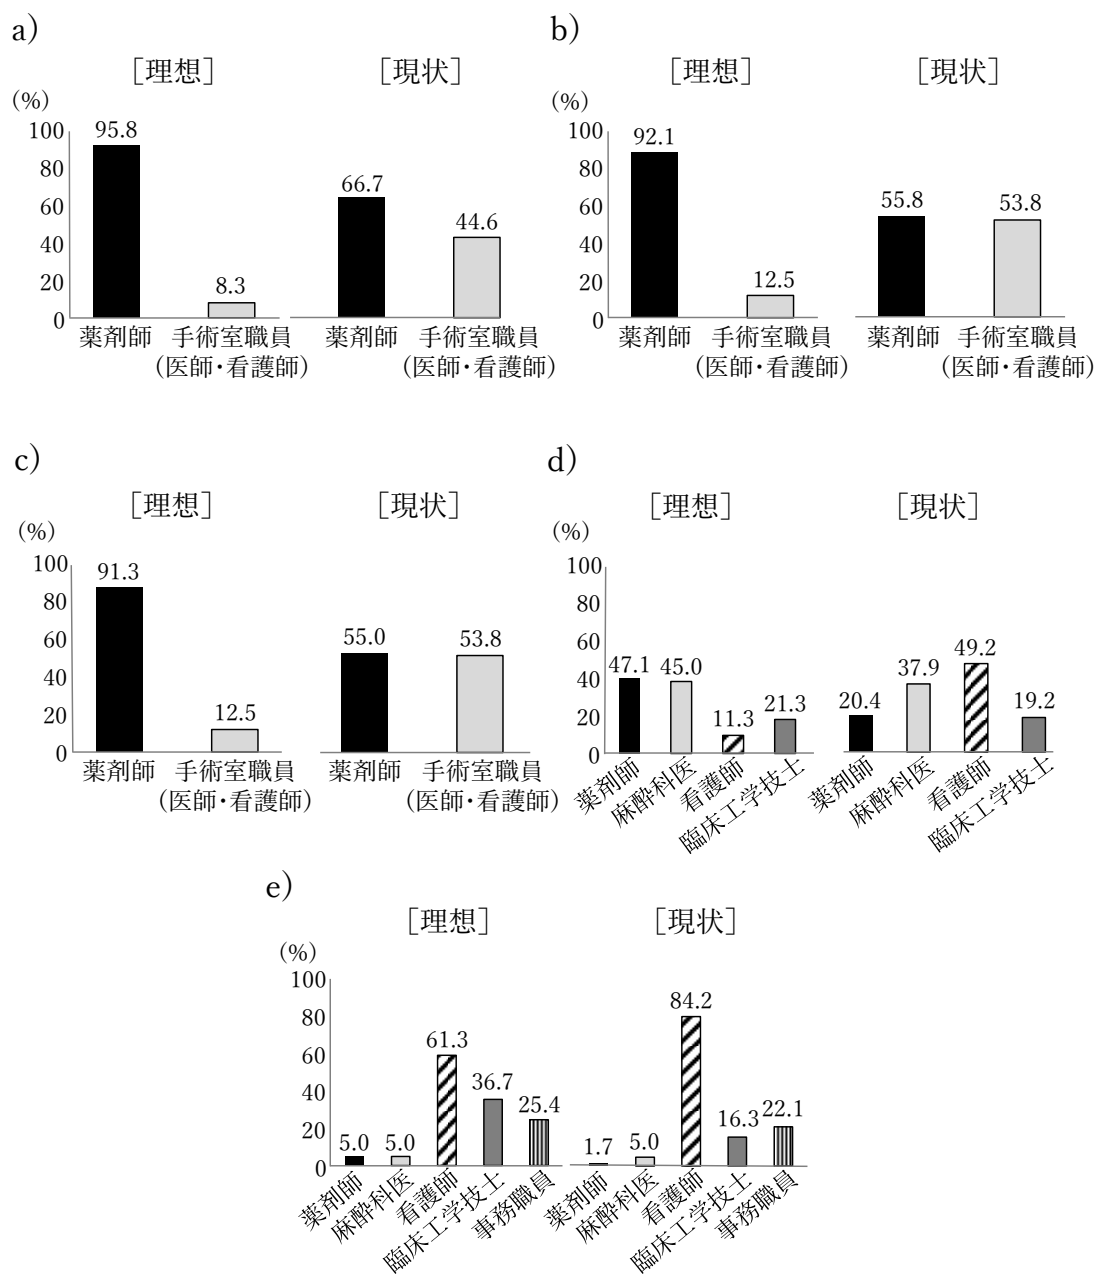 a)
［理想］ ［現状］
(%)
100
80
60
40
20
0
95.8
8.3
66.7
44.6
薬剤師 手術室職員 薬剤師 手術室職員
(医師・看護師) (医師・看護師)
b)
［理想］ ［現状］
(%)
100
80
60
40
20
0
92.1
12.5
55.8
53.8
薬剤師 手術室職員 薬剤師 手術室職員
(医師・看護師) (医師・看護師)
c)
［理想］ ［現状］
(%)
100
80
60
40
20
0
91.3
12.5
55.0
53.8
薬剤師 手術室職員 薬剤師 手術室職員
(医師・看護師) (医師・看護師)
d)
［理想］ ［現状］
(%)
100
80
60
40
20
0
47.1
45.0
11.3
21.3
20.4
37.9
49.2
19.2
薬剤師
麻酔科医
看護師
臨床工学技士
薬剤師
麻酔科医
看護師
臨床工学技士
e)
［理想］ ［現状］
(%)
100
80
60
40
20
0
5.0
5.0
61.3
36.7
25.4
1.7
5.0
84.2
16.3
22.1
薬剤師
麻酔科医
看護師
臨床工学技士
事務職員
薬剤師
麻酔科医
看護師
臨床工学技士
事務職員